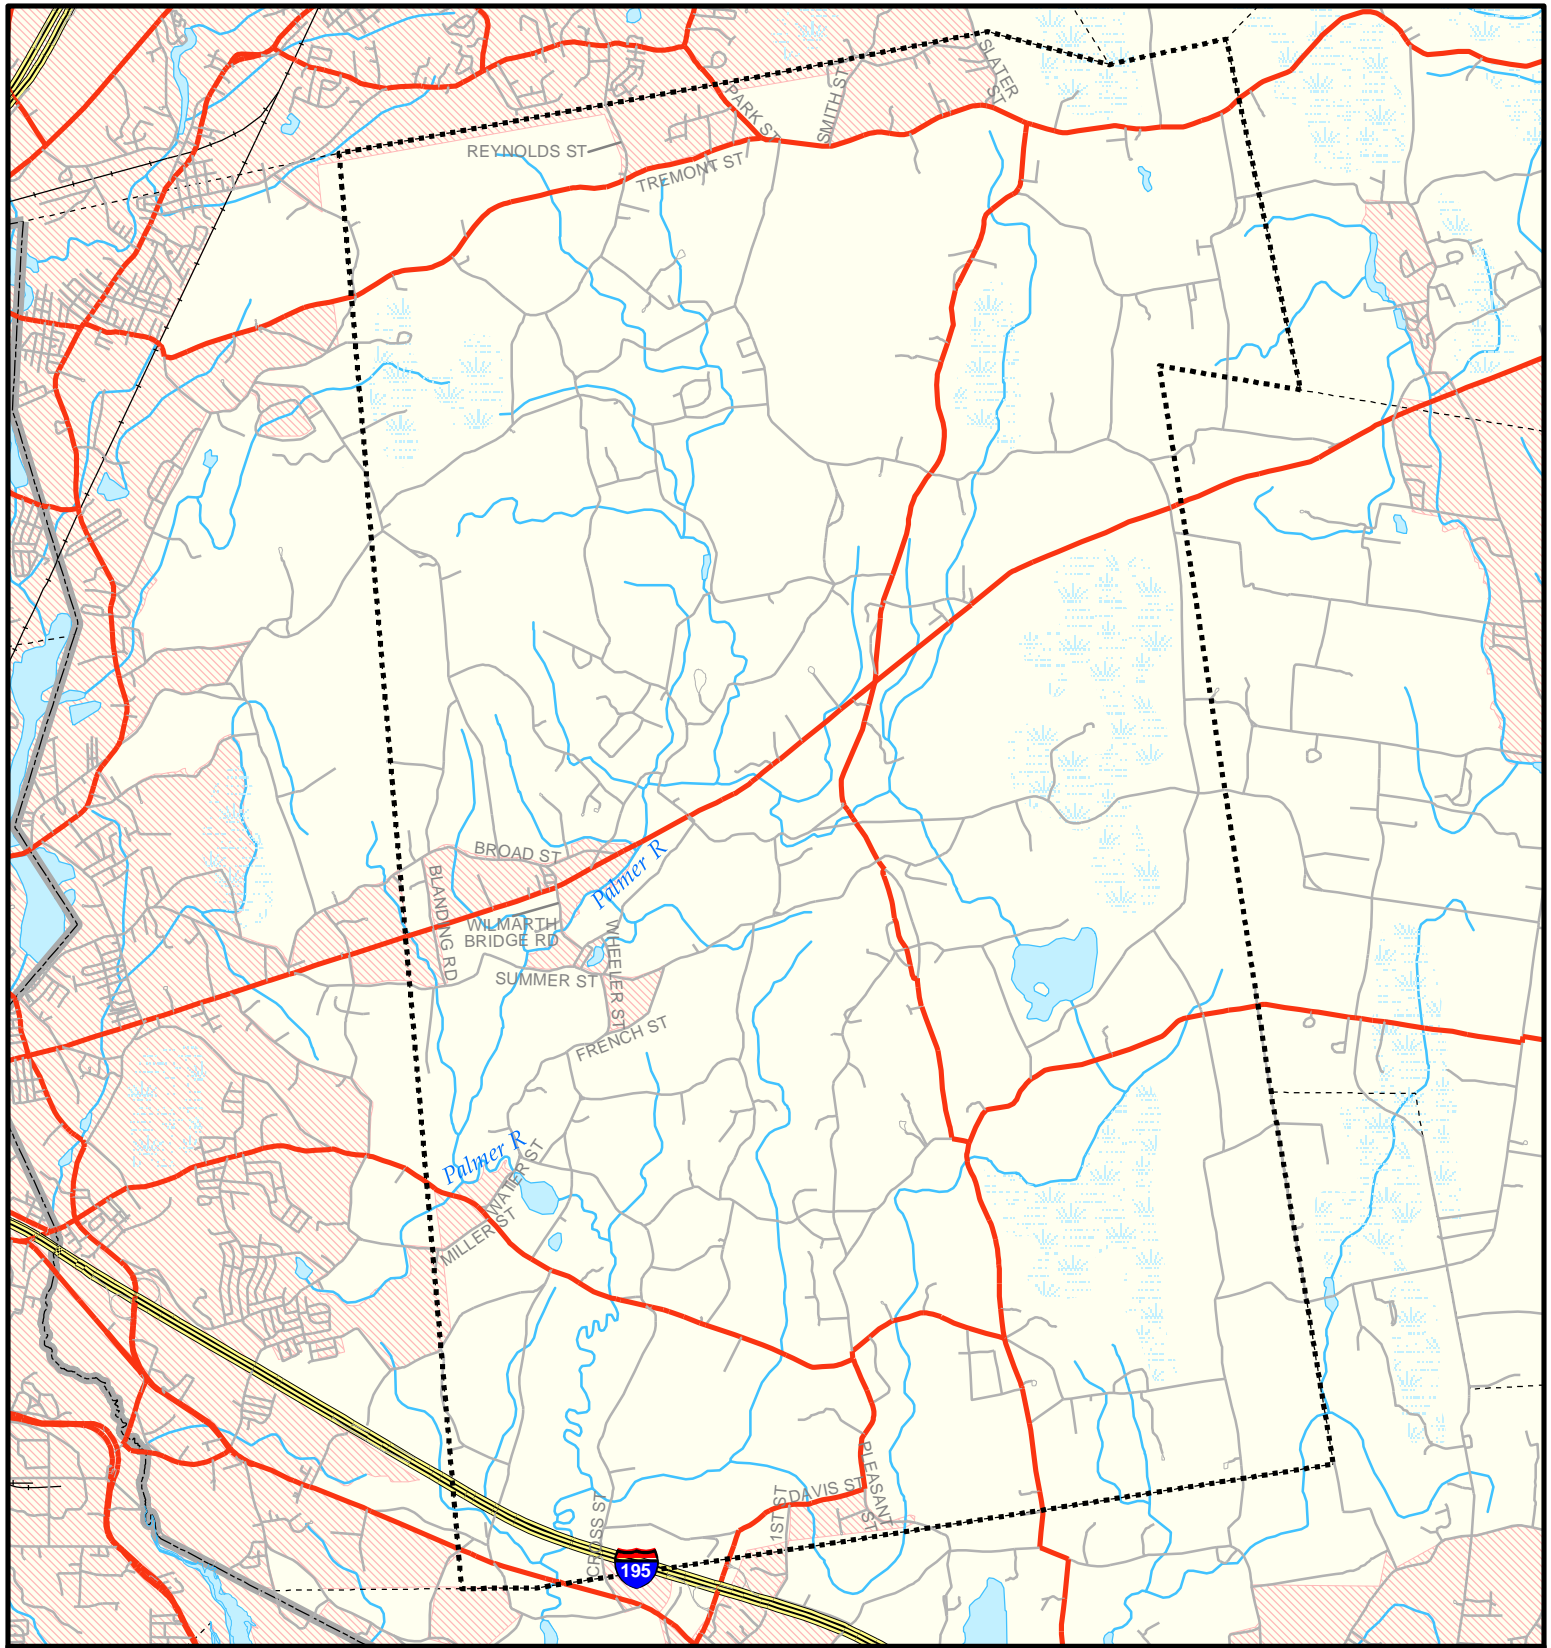 SLATER
ST
PARK ST
SMITH ST
REYNOLDS ST
TREMONT ST
BROAD ST
Palmer R
BLANDING RD
WILMARTH
BRIDGE RD
WHEELER ST
SUMMER ST
FRENCH ST
Palmer R
WATER ST
MILLER ST
PLEASANT
ST
DAVIS ST
1ST ST
CROSS ST
195